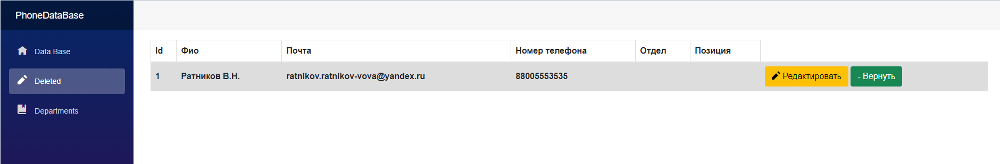 PhoneDataBase
Data Base
Deleted
Departments
Id Фио Почта Номер телефона Отдел Позиция
1 Ратников В.Н. ratnikov.ratnikov-vova@yandex.ru 88005553535 Редактировать - Вернуть